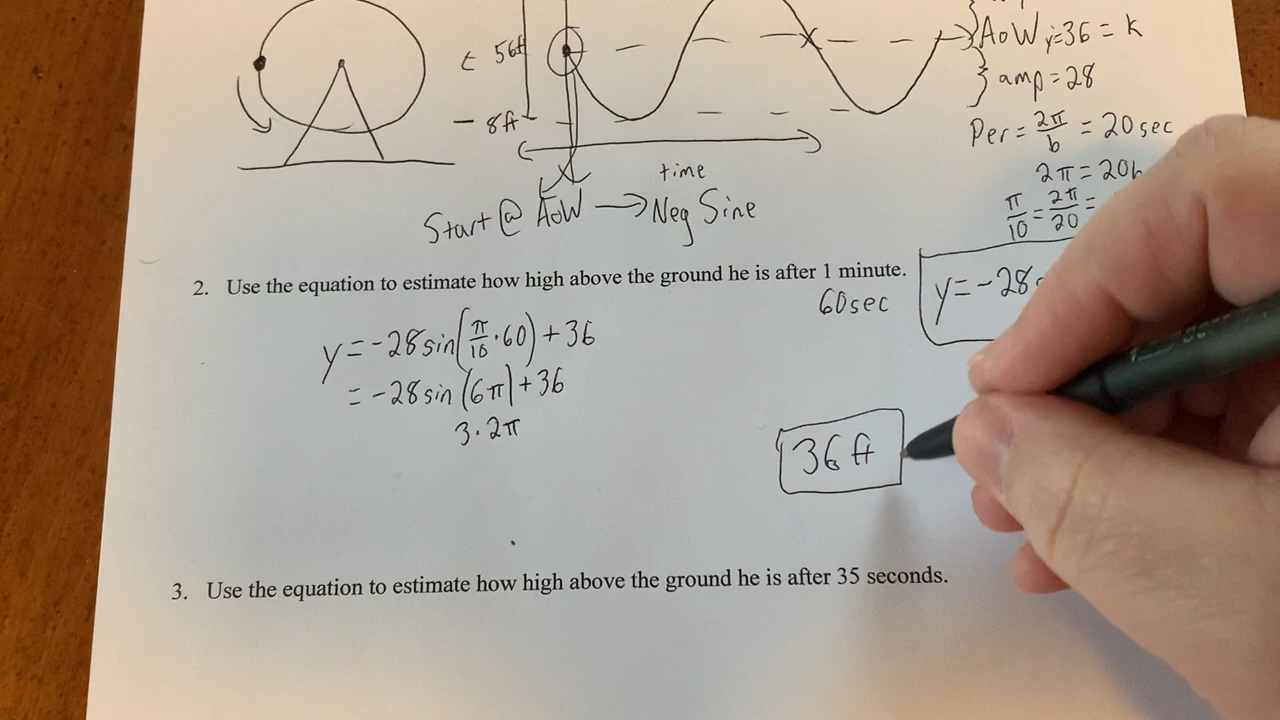 AoW y=36 = k
56ft
amp = 28
8ft
Per = 2π/b = 20 sec
time
2π = 20b
Start @ AoW → Neg Sine
π/10 = 2π/20 =
2. Use the equation to estimate how high above the ground he is after 1 minute.
60sec
y = -28
y = -28 sin(π/10 · 60) + 36
= -28 sin (6π) + 36
3 · 2π
36 ft
3. Use the equation to estimate how high above the ground he is after 35 seconds.